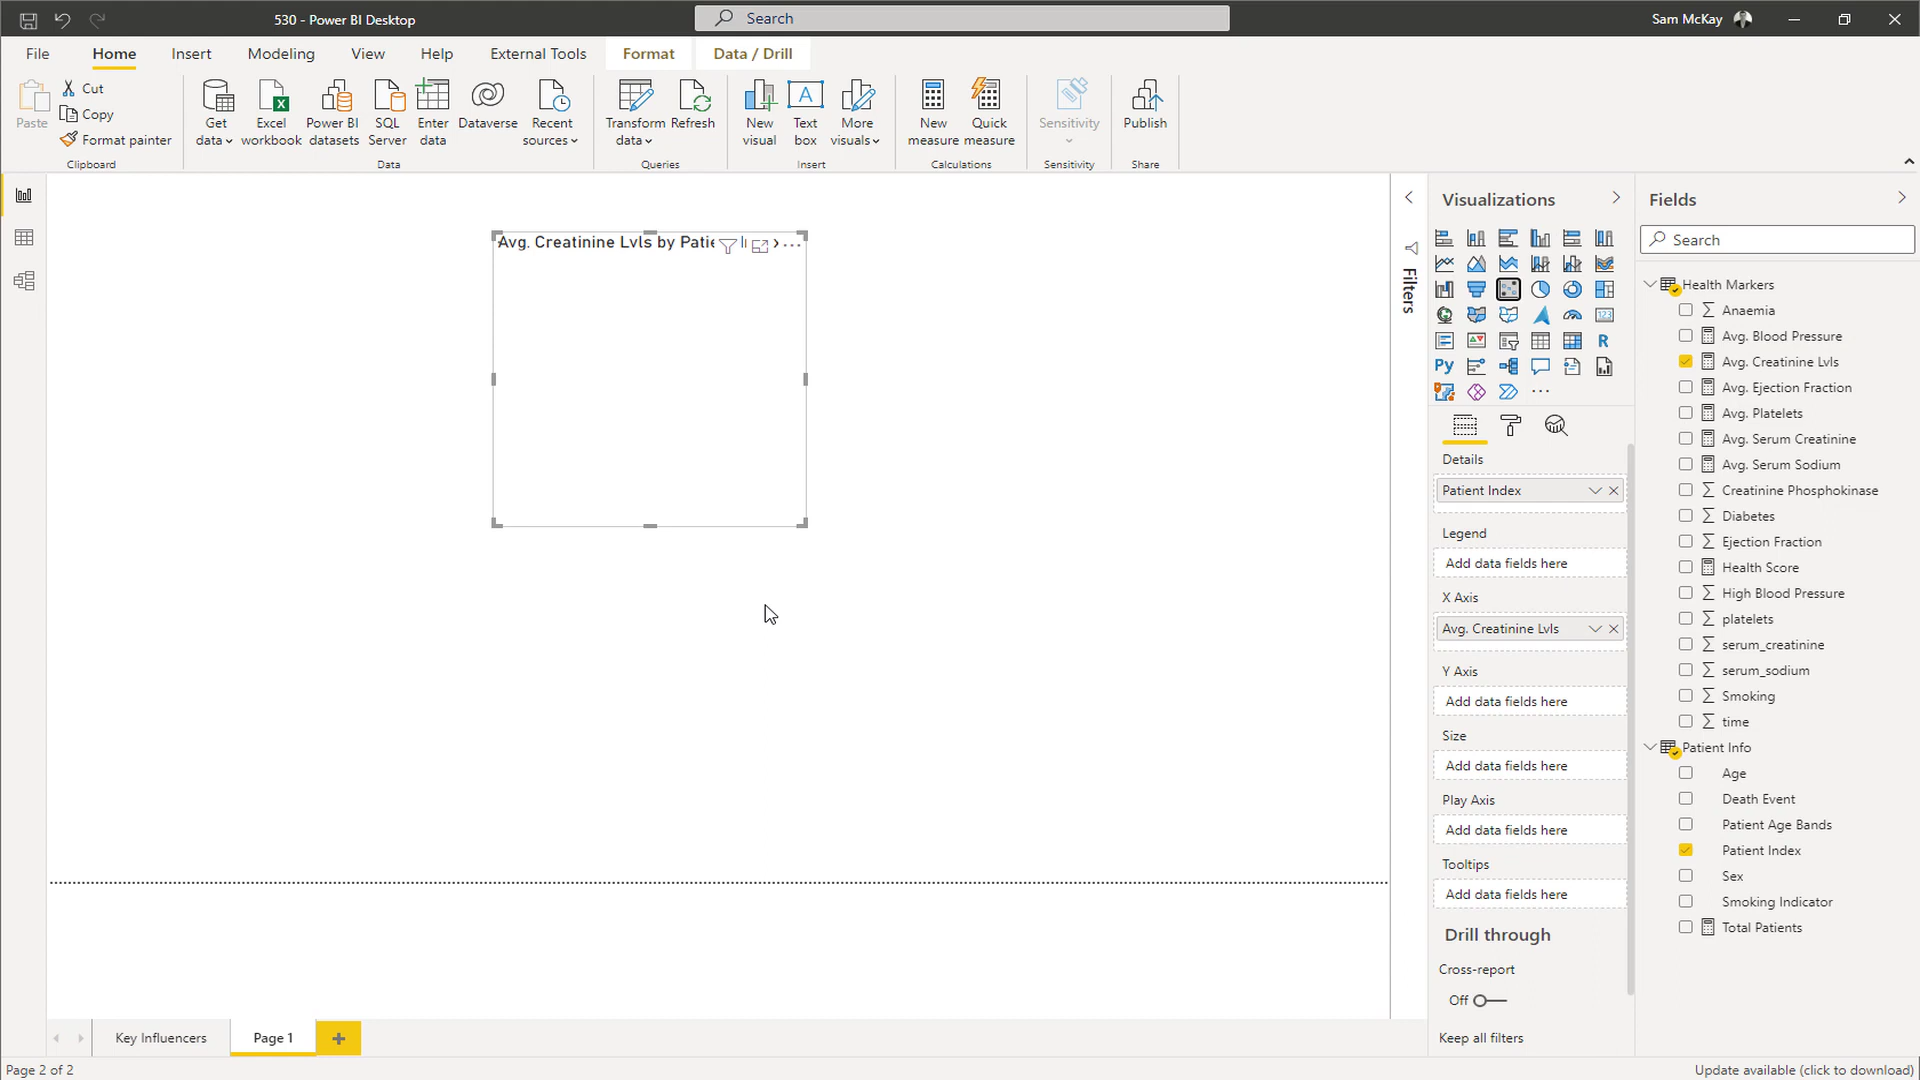 530 - Power BI Desktop
Search
Sam McKay
File
Home
Insert
Modeling
View
Help
External Tools
Format
Data / Drill
Paste
Cut
Copy
Format painter
Clipboard
Get data
Excel workbook
Power BI datasets
SQL Server
Enter data
Dataverse
Recent sources
Data
Transform data
Refresh
Queries
New visual
Text box
More visuals
Insert
New measure
Quick measure
Calculations
Sensitivity
Sensitivity
Publish
Share
Avg. Creatinine Lvls by
Filters
Visualizations
R
Py
123
Details
Patient Index
Legend
Add data fields here
X Axis
Avg. Creatinine Lvls
Y Axis
Add data fields here
Size
Add data fields here
Play Axis
Add data fields here
Tooltips
Add data fields here
Drill through
Cross-report
Off
Keep all filters
Fields
Search
Health Markers
Anaemia
Avg. Blood Pressure
Avg. Creatinine Lvls
Avg. Ejection Fraction
Avg. Platelets
Avg. Serum Creatinine
Avg. Serum Sodium
Creatinine Phosphokinase
Diabetes
Ejection Fraction
Health Score
High Blood Pressure
platelets
serum_creatinine
serum_sodium
Smoking
time
Patient Info
Age
Death Event
Patient Age Bands
Patient Index
Sex
Smoking Indicator
Total Patients
Key Influencers
Page 1
Page 2 of 2
Update available (click to download)